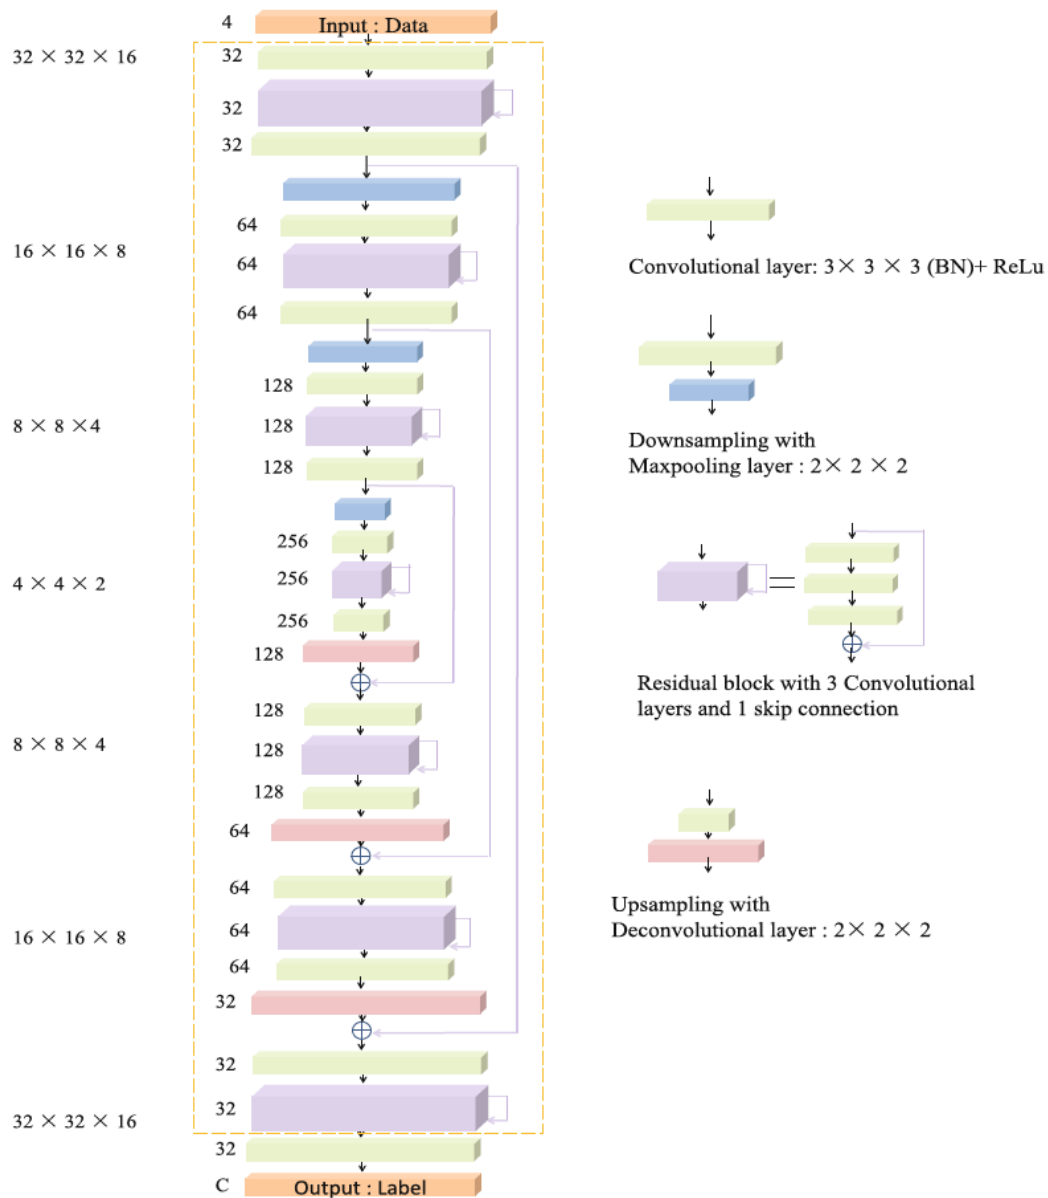 4
Input : Data
32 × 32 × 16
32
32
32
64
16 × 16 × 8
64
64
128
8 × 8 ×4
128
128
256
4 × 4 × 2
256
256
128
128
8 × 8 × 4
128
128
64
64
64
16 × 16 × 8
64
32
32
32
32 × 32 × 16
32
C
Output : Label
Convolutional layer: 3× 3 × 3 (BN)+ ReLu
Downsampling with
Maxpooling layer : 2× 2 × 2
Residual block with 3 Convolutional
layers and 1 skip connection
Upsampling with
Deconvolutional layer : 2× 2 × 2